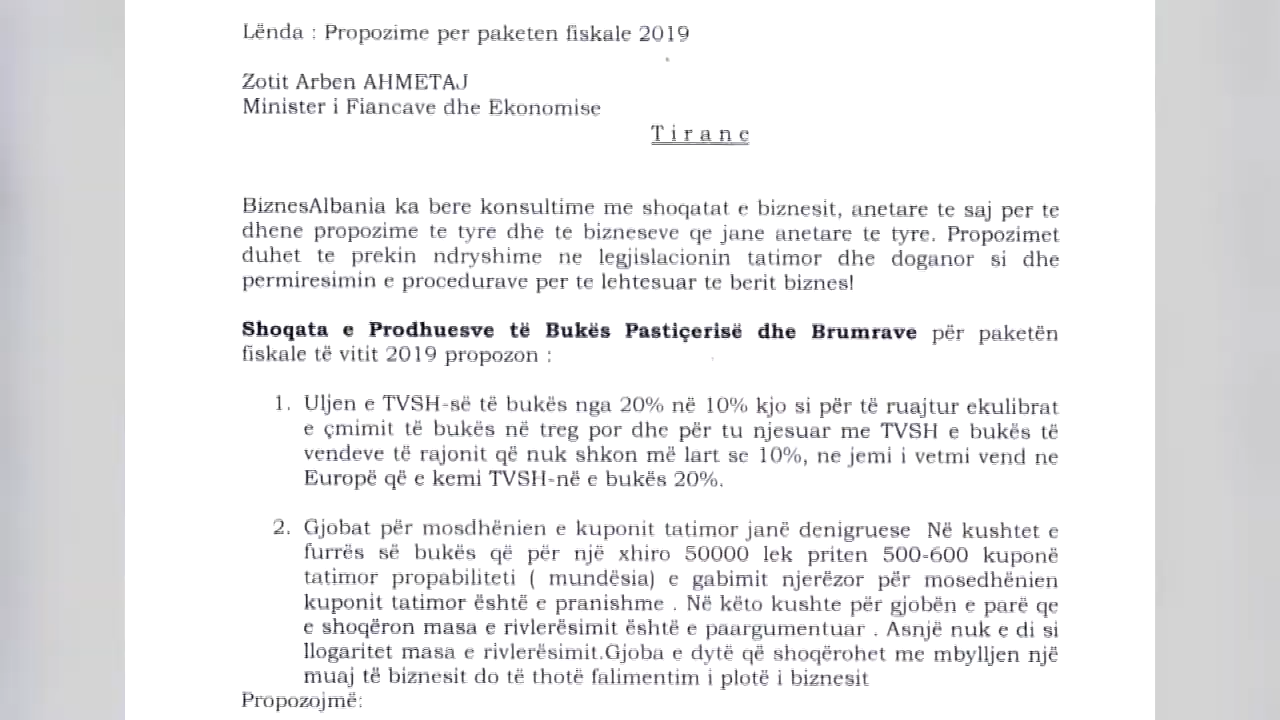 Lënda : Propozime per paketen fiskale 2019
Zotit Arben AHMETAJ
Minister i Fiancave dhe Ekonomise
T i r a n e
BiznesAlbania ka bere konsultime me shoqatat e biznesit, anetare te saj per te
dhene propozime te tyre dhe te bizneseve qe jane anetare te tyre. Propozimet
duhet te prekin ndryshime ne legjislacionin tatimor dhe doganor si dhe
permiresimin e procedurave per te lehtesuar te berit biznes!
Shoqata e Prodhuesve të Bukës Pastiçerisë dhe Brumrave për paketën
fiskale të vitit 2019 propozon :
1. Uljen e TVSH-së të bukës nga 20% në 10% kjo si për të ruajtur ekulibrat
e çmimit të bukës në treg por dhe për tu njesuar me TVSH e bukës të
vendeve të rajonit që nuk shkon më lart se 10%, ne jemi i vetmi vend ne
Europë që e kemi TVSH-në e bukës 20%.
2. Gjobat për mosdhënien e kuponit tatimor janë denigruese Në kushtet e
furrës së bukës që për një xhiro 50000 lek priten 500-600 kuponë
tatimor propabiliteti ( mundësia) e gabimit njerëzor për mosedhënien
kuponit tatimor është e pranishme . Në këto kushte për gjobën e parë qe
e shoqëron masa e rivlerësimit është e paargumentuar . Asnjë nuk e di si
llogaritet masa e rivlerësimit.Gjoba e dytë që shoqërohet me mbylljen një
muaj të biznesit do të thotë falimentim i plotë i biznesit
Propozojmë: